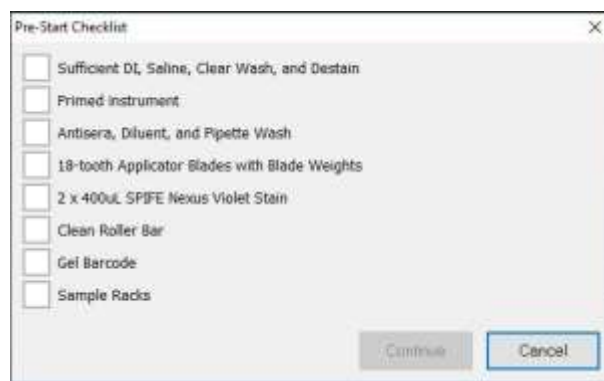 Pre-Start Checklist
Sufficient DI, Saline, Clear Wash, and Destain
Primed Instrument
Antisera, Diluent, and Pipette Wash
18-tooth Applicator Blades with Blade Weights
2 x 400uL SPIFE Nexus Violet Stain
Clean Roller Bar
Gel Barcode
Sample Racks
Continue
Cancel